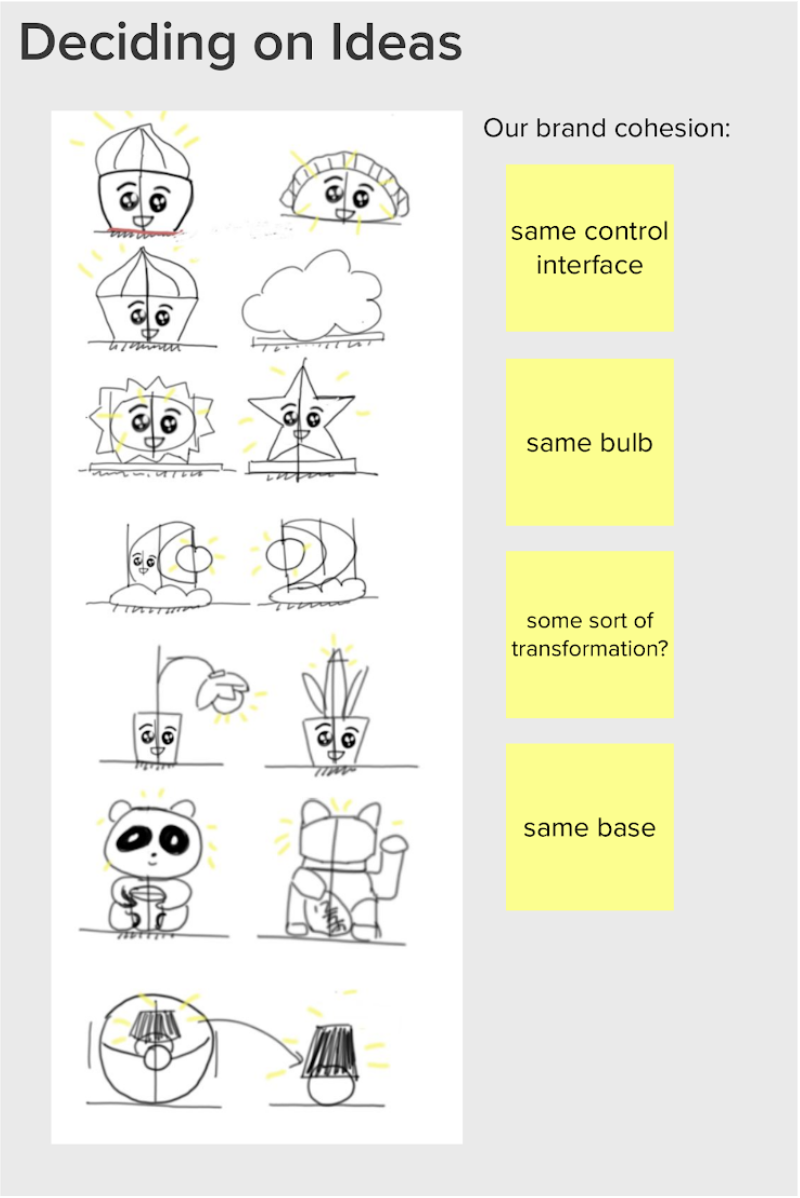 Deciding on Ideas
Our brand cohesion:
same control
interface
same bulb
some sort of
transformation?
same base